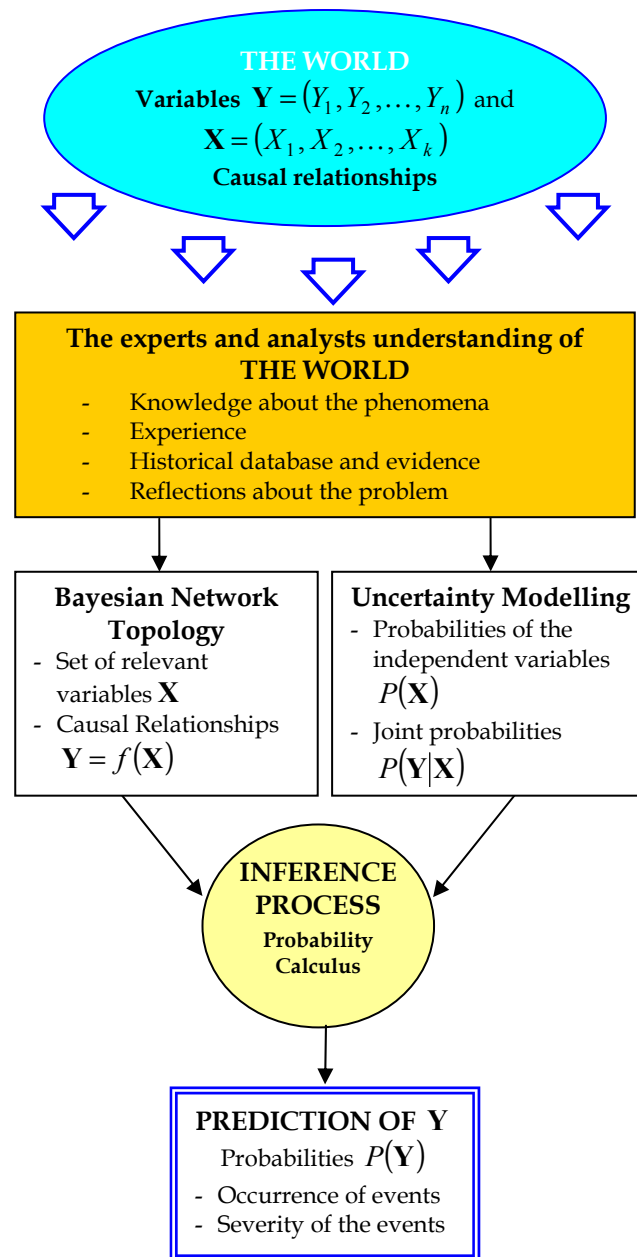 THE WORLD
Variables Y = (Y₁, Y₂, …, Yₙ) and
X = (X₁, X₂, …, Xₖ)
Causal relationships
The experts and analysts understanding of
THE WORLD
- Knowledge about the phenomena
- Experience
- Historical database and evidence
- Reflections about the problem
Bayesian Network
Topology
- Set of relevant
variables X
- Causal Relationships
Y = f(X)
Uncertainty Modelling
- Probabilities of the
independent variables
P(X)
- Joint probabilities
P(Y|X)
INFERENCE
PROCESS
Probability
Calculus
PREDICTION OF Y
Probabilities P(Y)
- Occurrence of events
- Severity of the events